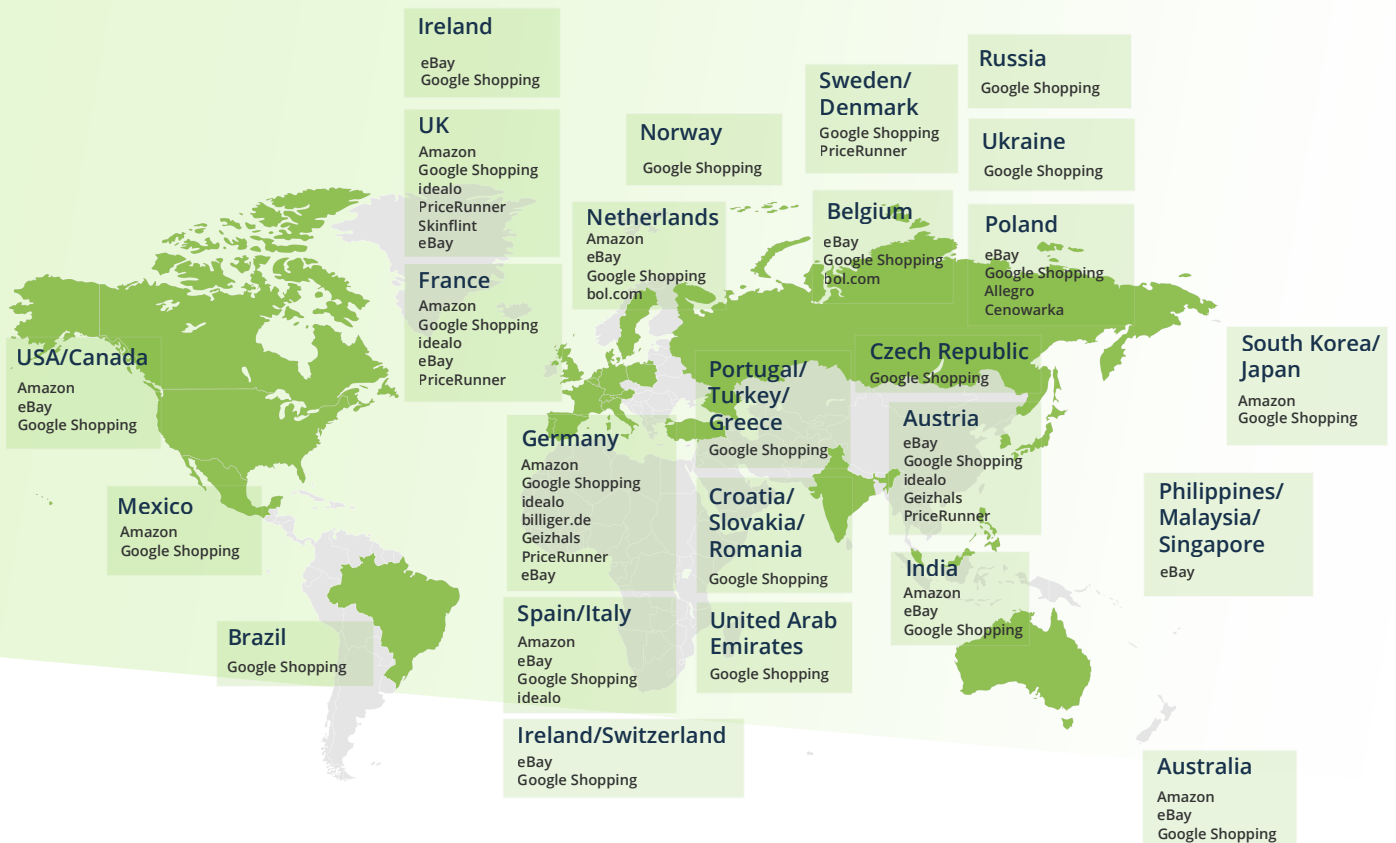 Ireland
eBay
Google Shopping
UK
Amazon
Google Shopping
idealo
PriceRunner
Skinflint
eBay
France
Amazon
Google Shopping
idealo
eBay
PriceRunner
Norway
Google Shopping
Netherlands
Amazon
eBay
Google Shopping
bol.com
Sweden/
Denmark
Google Shopping
PriceRunner
Belgium
eBay
Google Shopping
bol.com
Russia
Google Shopping
Ukraine
Google Shopping
Poland
eBay
Google Shopping
Allegro
Cenowarka
USA/Canada
Amazon
eBay
Google Shopping
Mexico
Amazon
Google Shopping
Brazil
Google Shopping
Germany
Amazon
Google Shopping
idealo
billiger.de
Geizhals
PriceRunner
eBay
Spain/Italy
Amazon
eBay
Google Shopping
idealo
Ireland/Switzerland
eBay
Google Shopping
Portugal/
Turkey/
Greece
Google Shopping
Croatia/
Slovakia/
Romania
Google Shopping
United Arab
Emirates
Google Shopping
Czech Republic
Google Shopping
Austria
eBay
Google Shopping
idealo
Geizhals
PriceRunner
India
Amazon
eBay
Google Shopping
South Korea/
Japan
Amazon
Google Shopping
Philippines/
Malaysia/
Singapore
eBay
Australia
Amazon
eBay
Google Shopping